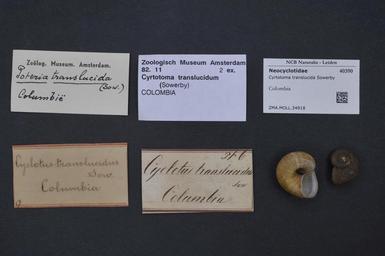 Zoölog. Museum. Amsterdam.
Poteria translucida
(Sow.)
Columbië
Zoologisch Museum Amsterdam
82. 11 2 ex.
Cyrtotoma translucidum
(Sowerby)
COLOMBIA
NCB Naturalis - Leiden
Neocyclotidae 40390
Cyrtotoma translucida Sowerby
Colombia
ZMA.MOLL.34918
Cyclotus translucidus
Sow.
Columbia
9
Cyclotus translucidus
Sow
Columbia